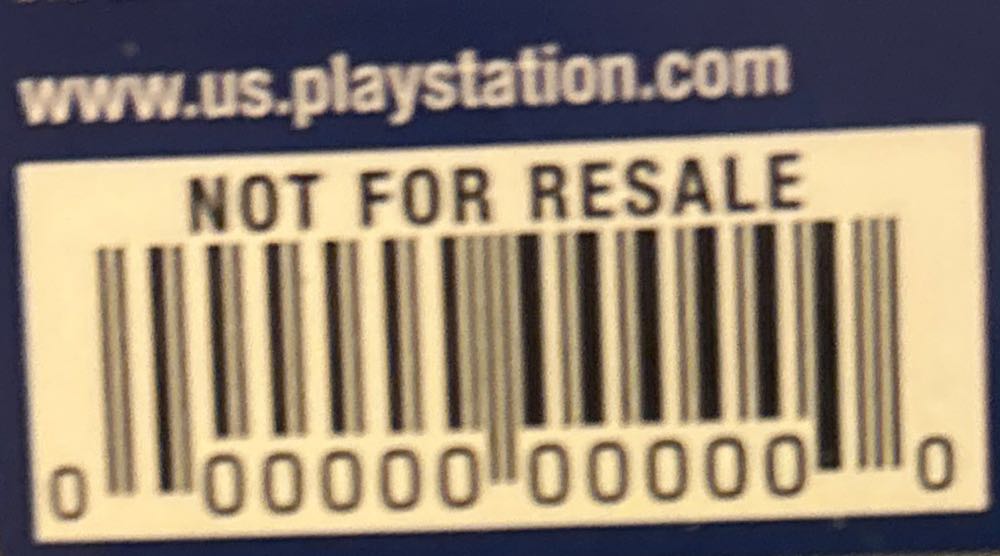 www.us.playstation.com
NOT FOR RESALE
0 00000 00000 0